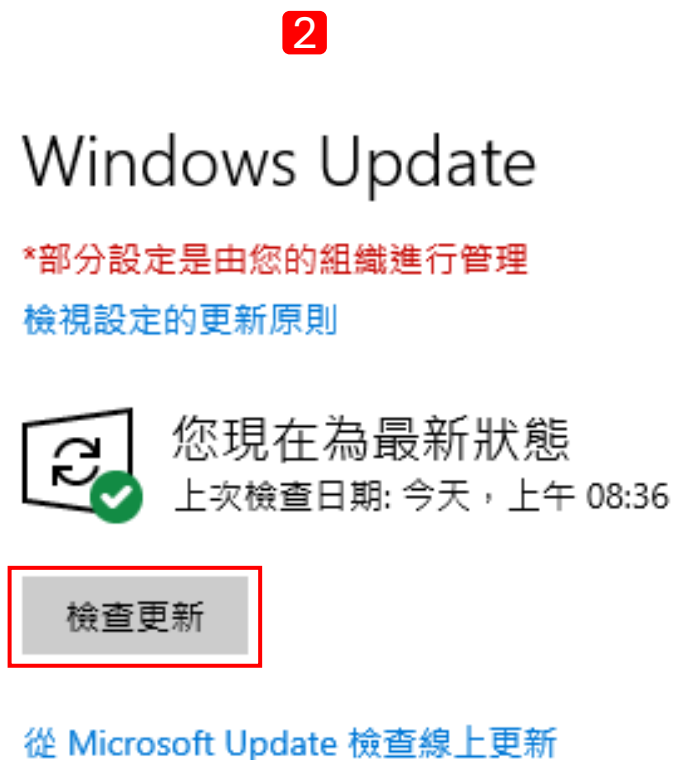 2
Windows Update
*部分設定是由您的組織進行管理
檢視設定的更新原則
您現在為最新狀態
上次檢查日期: 今天，上午 08:36
檢查更新
從 Microsoft Update 檢查線上更新